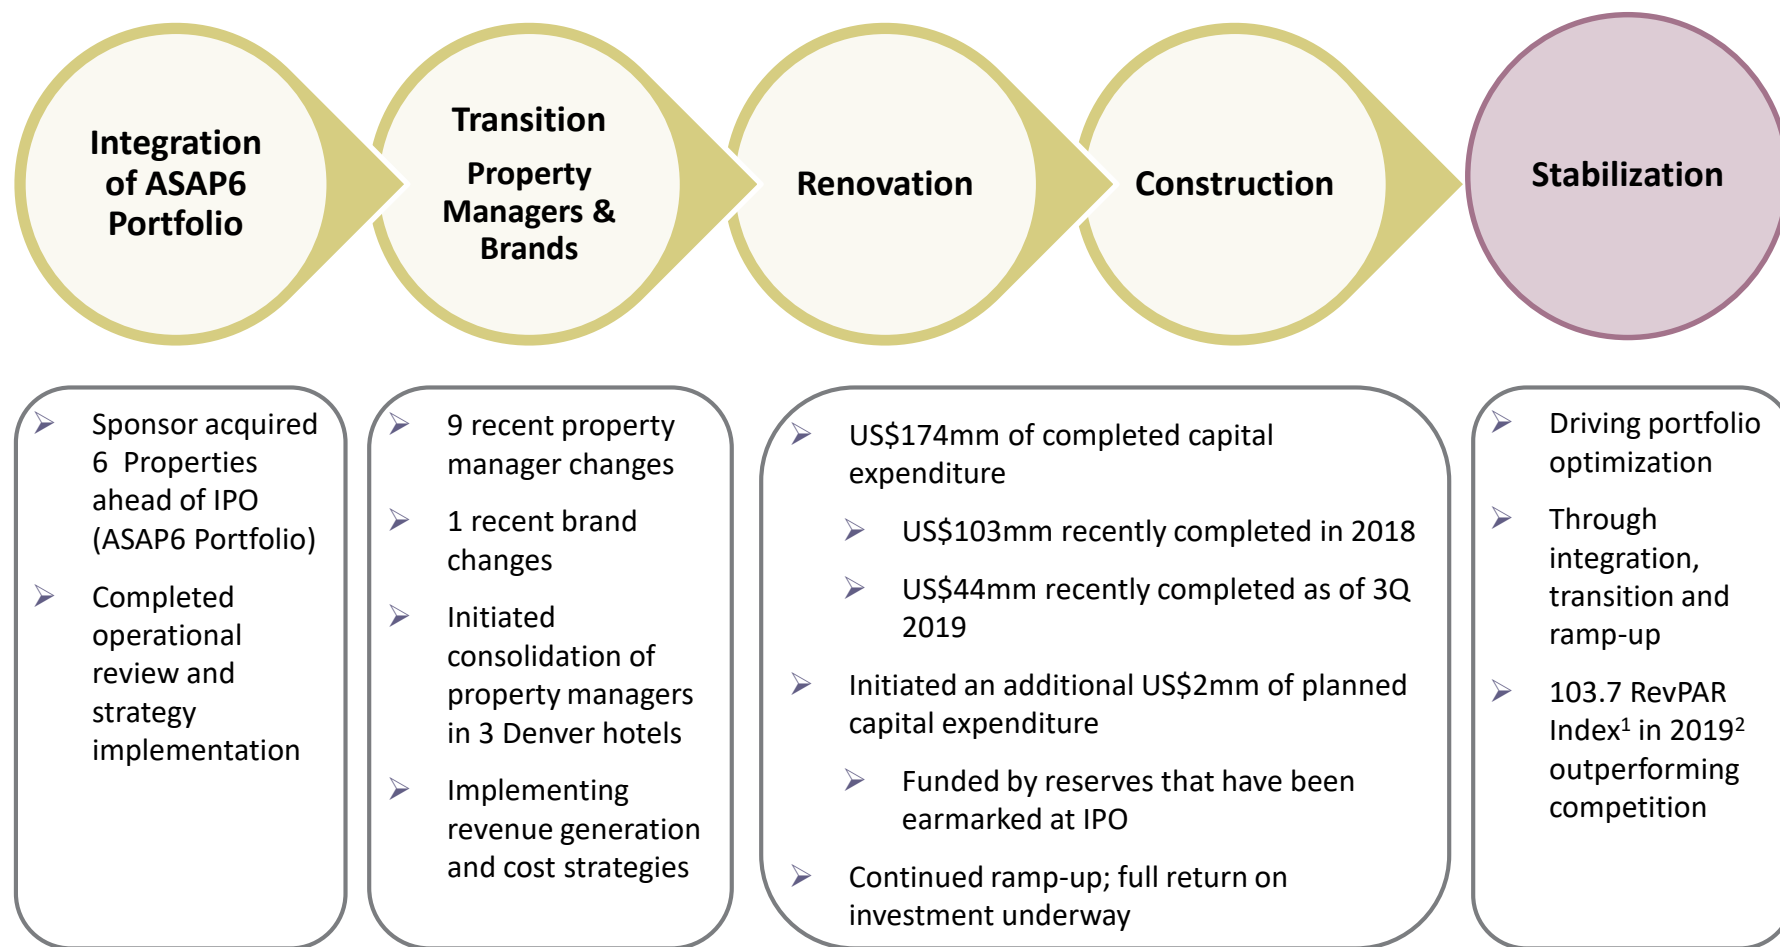 Integration
of ASAP6
Portfolio
Transition
Property
Managers &
Brands
Renovation
Construction
Stabilization
➢ Sponsor acquired
6 Properties
ahead of IPO
(ASAP6 Portfolio)
➢ Completed
operational
review and
strategy
implementation
➢ 9 recent property
manager changes
➢ 1 recent brand
changes
➢ Initiated
consolidation of
property managers
in 3 Denver hotels
➢ Implementing
revenue generation
and cost strategies
➢ US$174mm of completed capital
expenditure
➢ US$103mm recently completed in 2018
➢ US$44mm recently completed as of 3Q
2019
➢ Initiated an additional US$2mm of planned
capital expenditure
➢ Funded by reserves that have been
earmarked at IPO
➢ Continued ramp-up; full return on
investment underway
➢ Driving portfolio
optimization
➢ Through
integration,
transition and
ramp-up
➢ 103.7 RevPAR
Index¹ in 2019²
outperforming
competition